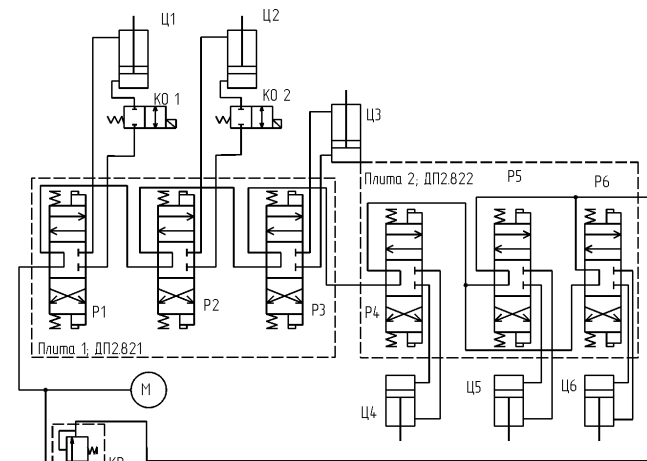 Ц1
Ц2
КО 1
КО 2
Ц3
Плита 2; ДП2.822
Р5
Р6
Р1
Р2
Р3
Р4
Плита 1; ДП2.821
М
Ц4
Ц5
Ц6